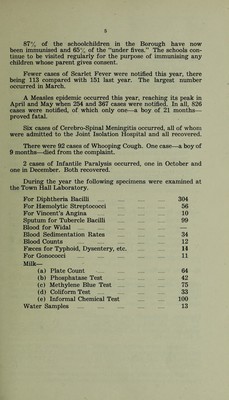 8
87% of the schoolchildren in the Borough have now
been immunized and 65% of the "under fives." The schools con-
tinue to be visited regularly for the purpose of immunising any
children whose parent gives consent.
Fewer cases of Scarlet Fever were notified this year, there
being 113 compared with 151 last year. The largest number
occurred in March.
A Measles epidemic occurred this year, reaching its peak in
April and May when 254 and 367 cases were notified. In all, 826
cases were notified, of which only one—a boy of 21 months—
proved fatal.
Six cases of Cerebro-Spinal Meningitis occurred, all of whom
were admitted to the Joint Isolation Hospital and all recovered.
There were 92 cases of Whooping Cough. One case—a boy of
9 months—died from the complaint.
2 cases of Infantile Paralysis occurred, one in October and
one in December. Both recovered.
During the year the following specimens were examined at
the Town Hall Laboratory.
For Diphtheria Bacilli 304
For Hæmolytic Streptococci 56
For Vincent's Angina 10
Sputum for Tubercle Bacilli 99
Blood for Widal —
Blood Sedimentation Rates 34
Blood Counts 12
Fæces for Typhoid, Dysentery, etc. 14
For Gonococci 11
Milk—
(a) Plate Count 64
(b) Phosphatase Test 42
(c) Methylene Blue Test 75
(d) Coliform Test 33
(e) Informal Chemical Test 100
Water Samples 13